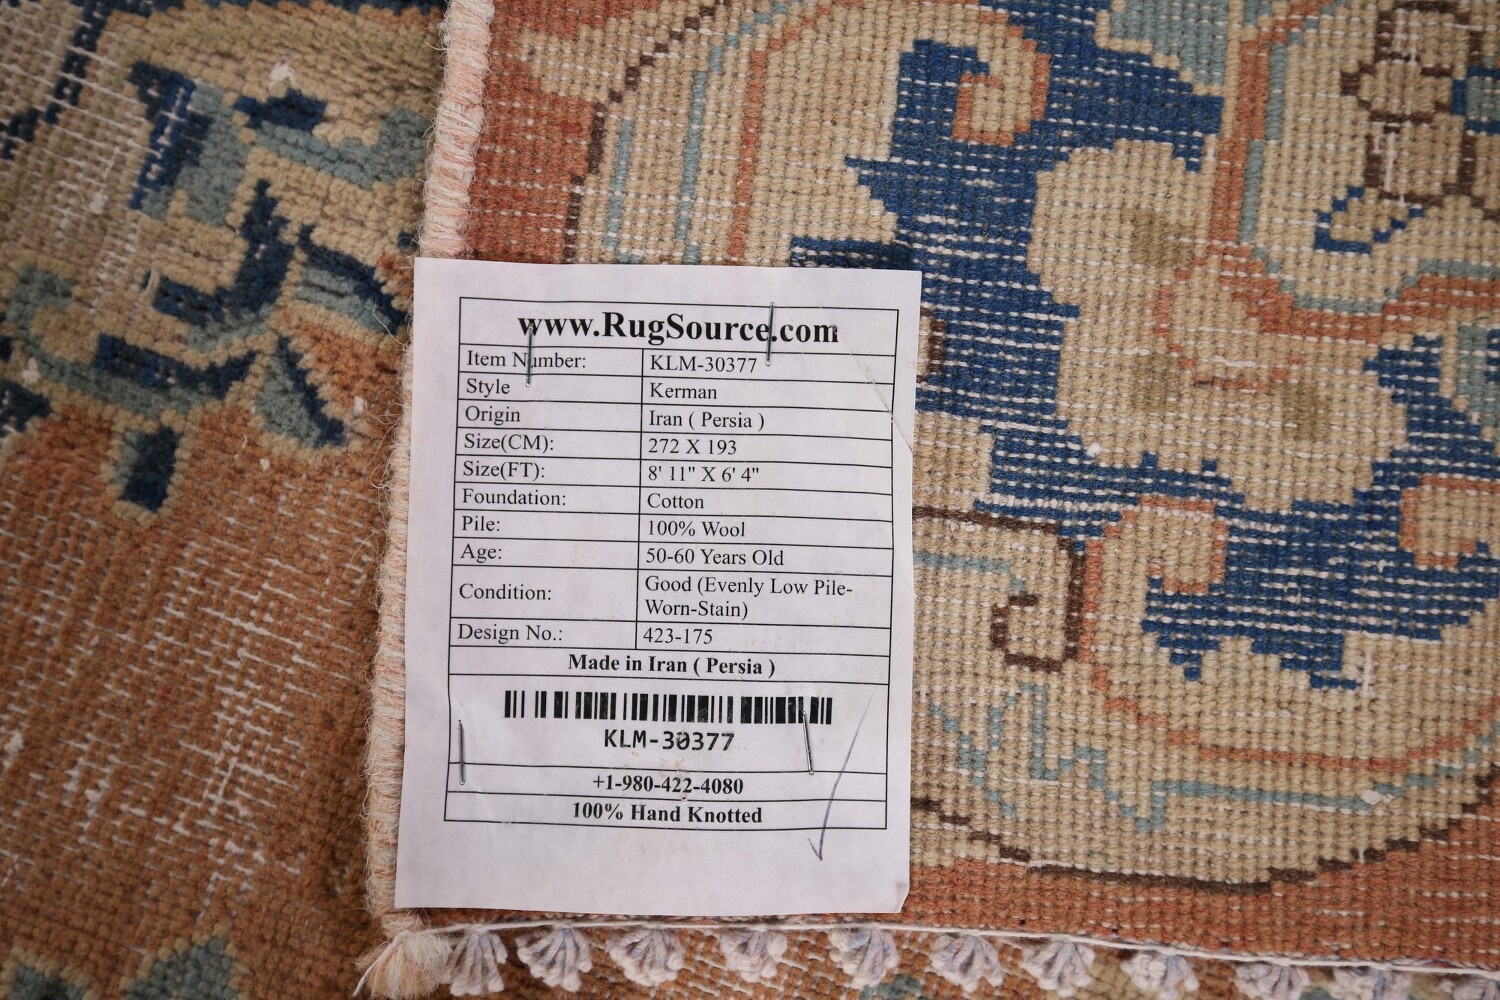 www.RugSource.com
Item Number: KLM-30377
Style Kerman
Origin Iran ( Persia )
Size(CM): 272 X 193
Size(FT): 8' 11" X 6' 4"
Foundation: Cotton
Pile: 100% Wool
Age: 50-60 Years Old
Condition: Good (Evenly Low Pile-
Worn-Stain)
Design No.: 423-175
Made in Iran ( Persia )
KLM-30377
+1-980-422-4080
100% Hand Knotted